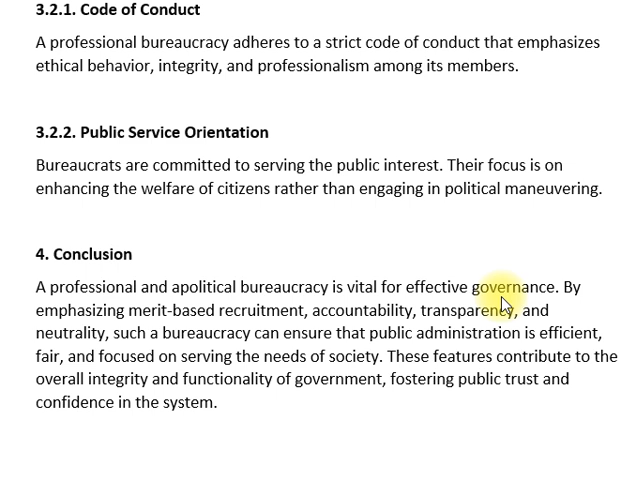 3.2.1. Code of Conduct
A professional bureaucracy adheres to a strict code of conduct that emphasizes
ethical behavior, integrity, and professionalism among its members.
3.2.2. Public Service Orientation
Bureaucrats are committed to serving the public interest. Their focus is on
enhancing the welfare of citizens rather than engaging in political maneuvering.
4. Conclusion
A professional and apolitical bureaucracy is vital for effective governance. By
emphasizing merit-based recruitment, accountability, transparency, and
neutrality, such a bureaucracy can ensure that public administration is efficient,
fair, and focused on serving the needs of society. These features contribute to the
overall integrity and functionality of government, fostering public trust and
confidence in the system.